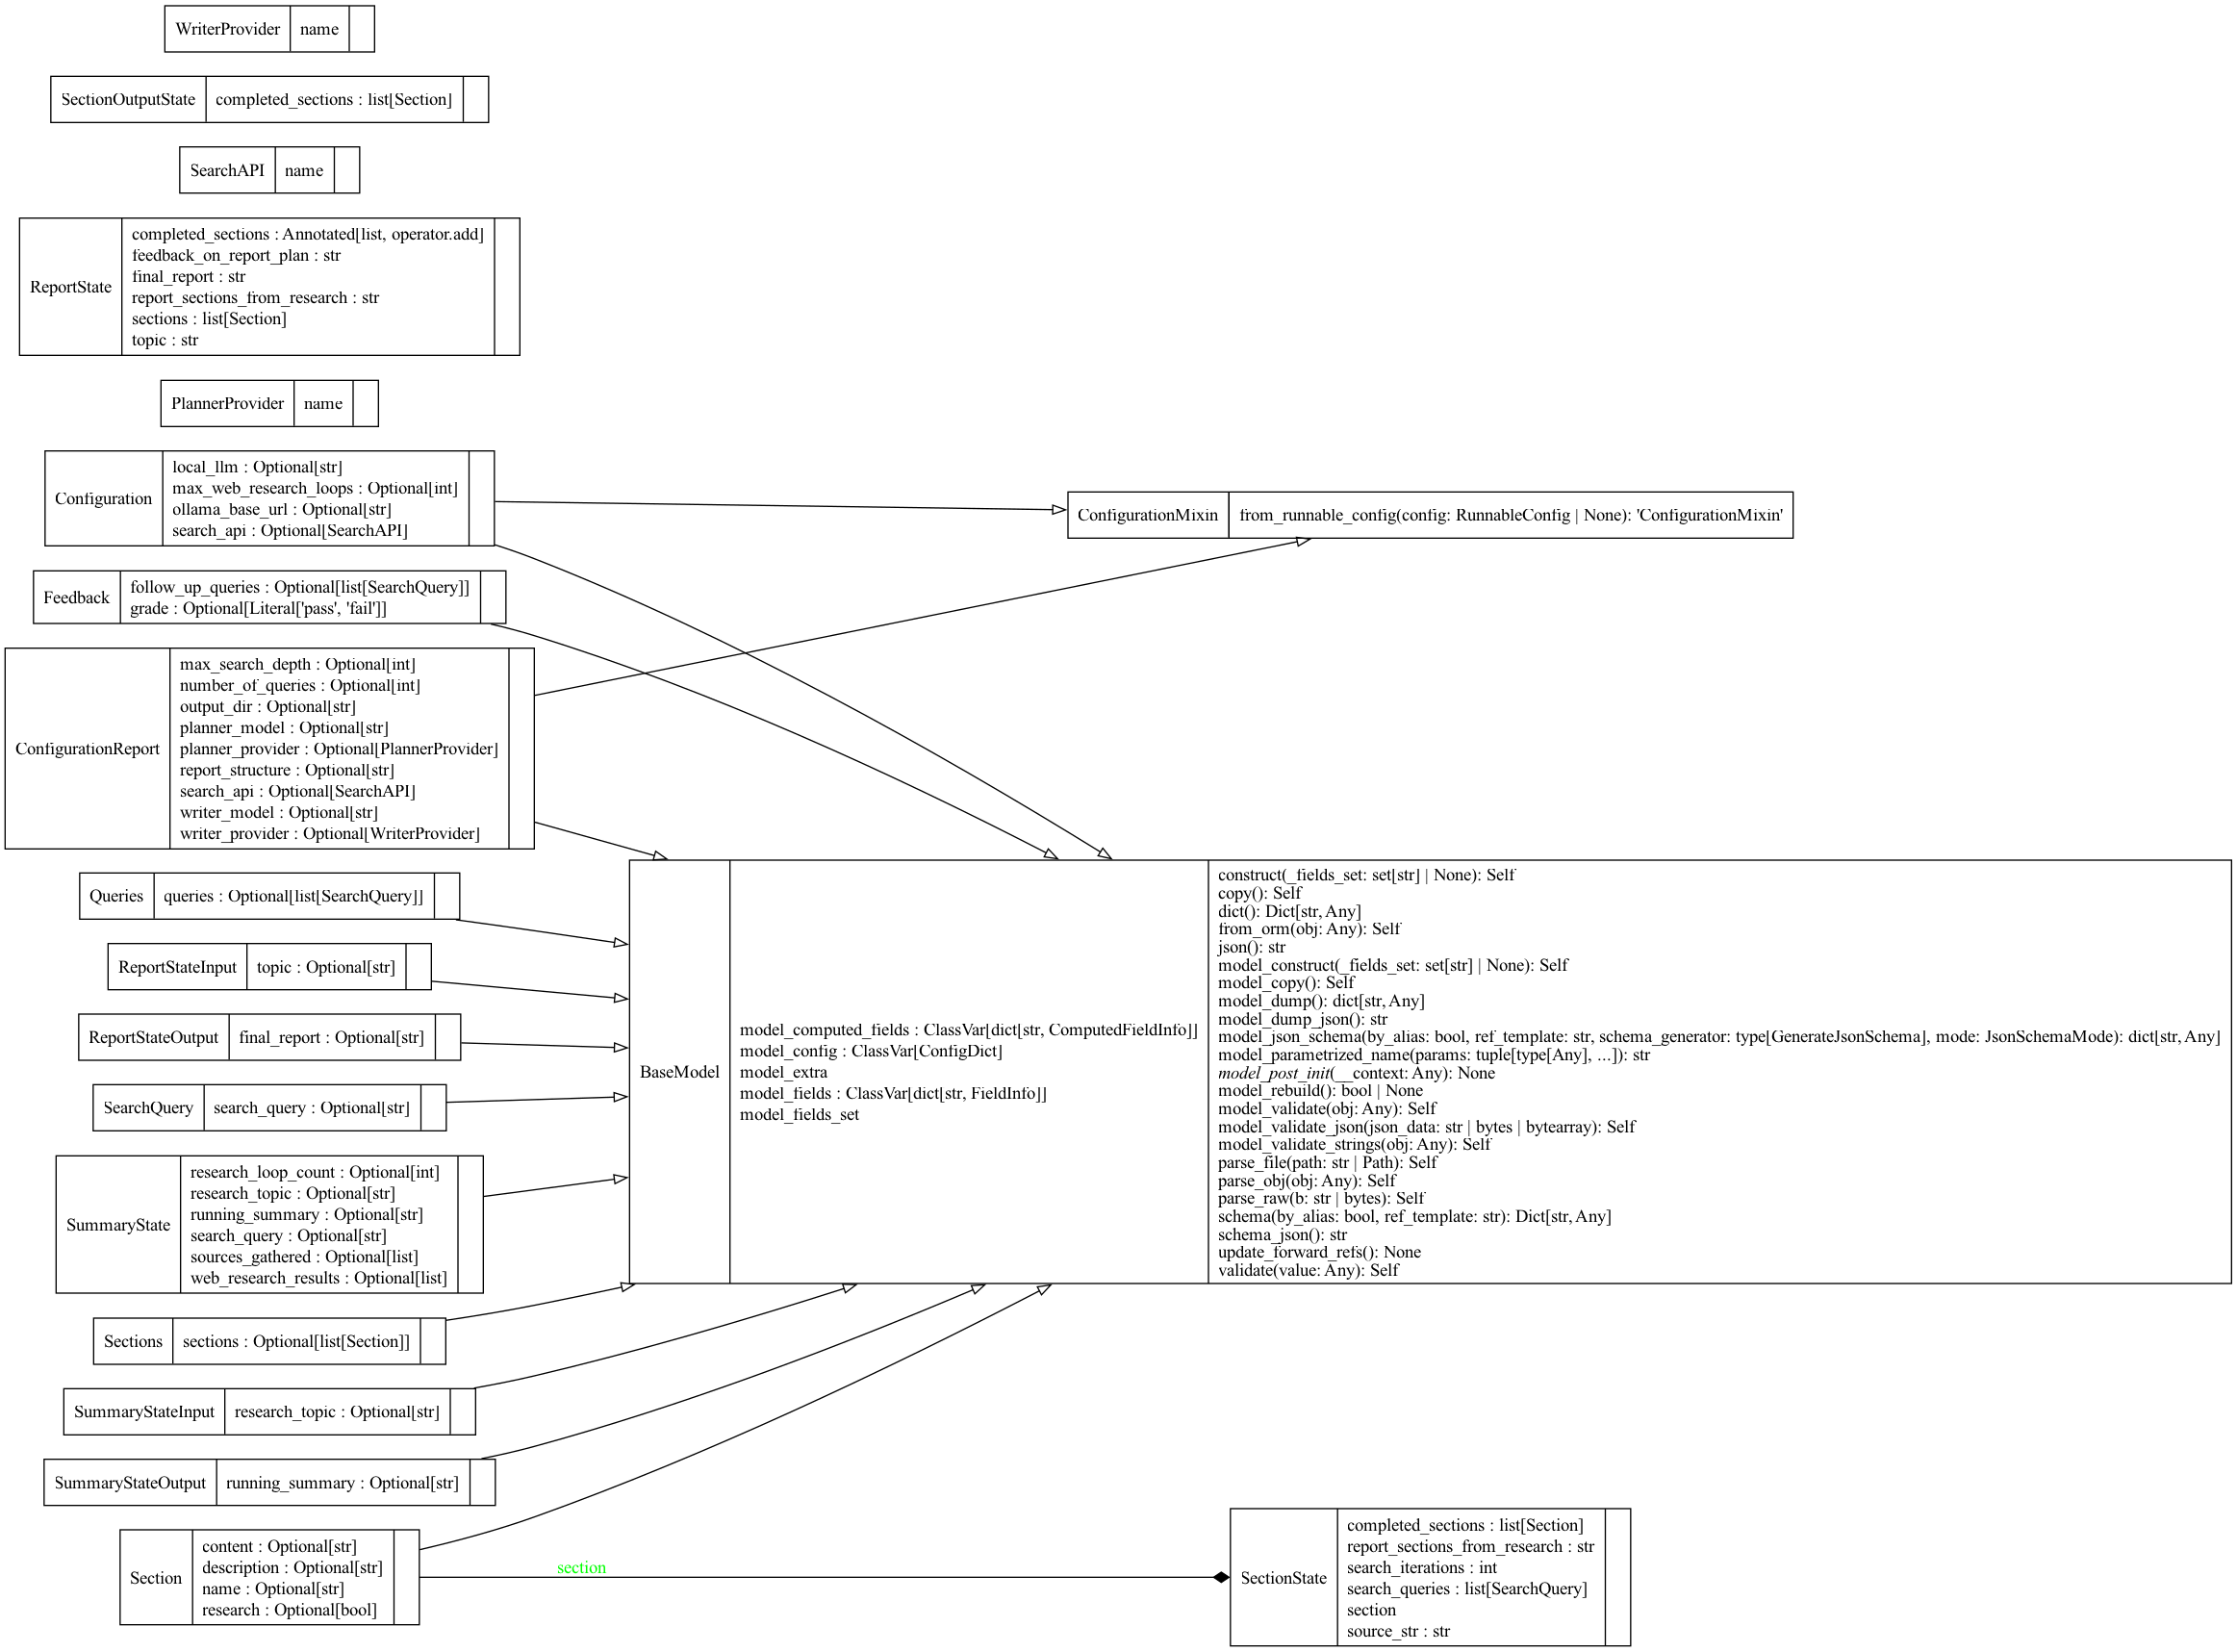 WriterProvider
name
SectionOutputState
completed_sections : list[Section]
SearchAPI
name
ReportState
completed_sections : Annotated[list, operator.add]
feedback_on_report_plan : str
final_report : str
report_sections_from_research : str
sections : list[Section]
topic : str
PlannerProvider
name
Configuration
local_llm : Optional[str]
max_web_research_loops : Optional[int]
ollama_base_url : Optional[str]
search_api : Optional[SearchAPI]
ConfigurationMixin
from_runnable_config(config: RunnableConfig | None): 'ConfigurationMixin'
Feedback
follow_up_queries : Optional[list[SearchQuery]]
grade : Optional[Literal['pass', 'fail']]
ConfigurationReport
max_search_depth : Optional[int]
number_of_queries : Optional[int]
output_dir : Optional[str]
planner_model : Optional[str]
planner_provider : Optional[PlannerProvider]
report_structure : Optional[str]
search_api : Optional[SearchAPI]
writer_model : Optional[str]
writer_provider : Optional[WriterProvider]
Queries
queries : Optional[list[SearchQuery]]
ReportStateInput
topic : Optional[str]
ReportStateOutput
final_report : Optional[str]
SearchQuery
search_query : Optional[str]
SummaryState
research_loop_count : Optional[int]
research_topic : Optional[str]
running_summary : Optional[str]
search_query : Optional[str]
sources_gathered : Optional[list]
web_research_results : Optional[list]
BaseModel
model_computed_fields : ClassVar[dict[str, ComputedFieldInfo]]
model_config : ClassVar[ConfigDict]
model_extra
model_fields : ClassVar[dict[str, FieldInfo]]
model_fields_set
construct(_fields_set: set[str] | None): Self
copy(): Self
dict(): Dict[str, Any]
from_orm(obj: Any): Self
json(): str
model_construct(_fields_set: set[str] | None): Self
model_copy(): Self
model_dump(): dict[str, Any]
model_dump_json(): str
model_json_schema(by_alias: bool, ref_template: str, schema_generator: type[GenerateJsonSchema], mode: JsonSchemaMode): dict[str, Any]
model_parametrized_name(params: tuple[type[Any], ...]): str
model_post_init(__context: Any): None
model_rebuild(): bool | None
model_validate(obj: Any): Self
model_validate_json(json_data: str | bytes | bytearray): Self
model_validate_strings(obj: Any): Self
parse_file(path: str | Path): Self
parse_obj(obj: Any): Self
parse_raw(b: str | bytes): Self
schema(by_alias: bool, ref_template: str): Dict[str, Any]
schema_json(): str
update_forward_refs(): None
validate(value: Any): Self
Sections
sections : Optional[list[Section]]
SummaryStateInput
research_topic : Optional[str]
SummaryStateOutput
running_summary : Optional[str]
Section
content : Optional[str]
description : Optional[str]
name : Optional[str]
research : Optional[bool]
section
SectionState
completed_sections : list[Section]
report_sections_from_research : str
search_iterations : int
search_queries : list[SearchQuery]
section
source_str : str